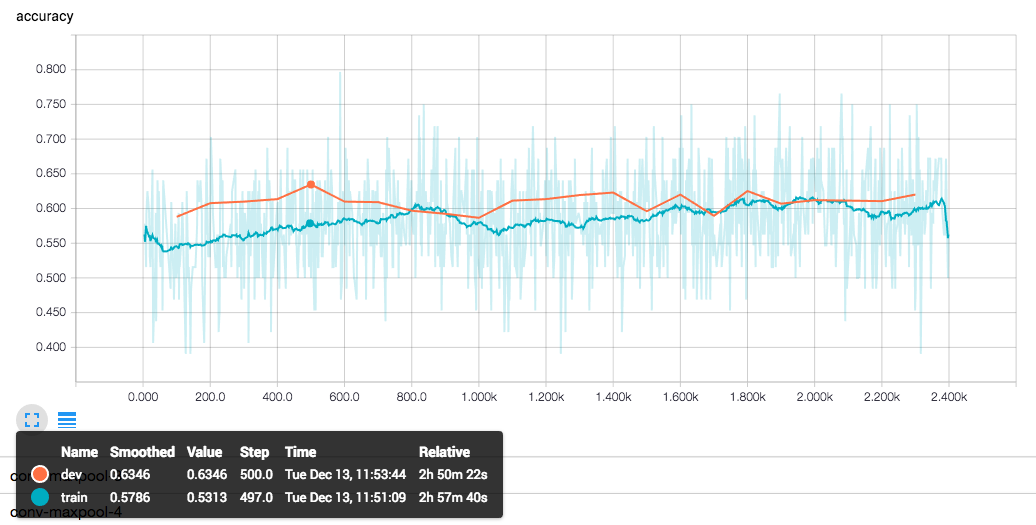 accuracy
0.800
0.750
0.700
0.650
0.600
0.550
0.500
0.450
0.400
0.000 200.0 400.0 600.0 800.0 1.000k 1.200k 1.400k 1.600k 1.800k 2.000k 2.200k 2.400k
Name Smoothed Value Step Time Relative
dev 0.6346 0.6346 500.0 Tue Dec 13, 11:53:44 2h 50m 22s
train 0.5786 0.5313 497.0 Tue Dec 13, 11:51:09 2h 57m 40s
conv-maxpool-4